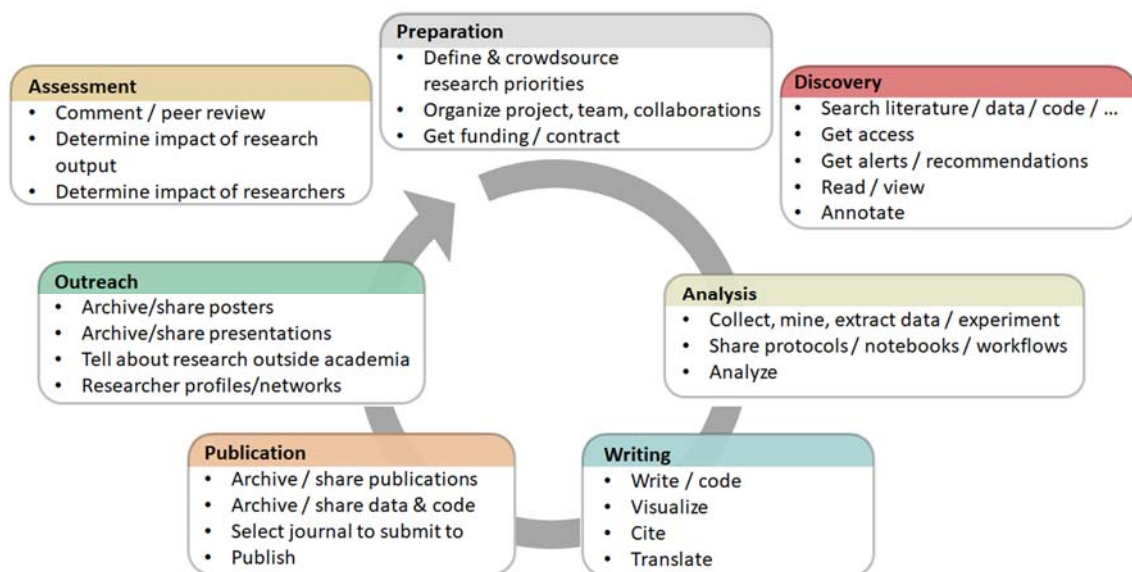 Preparation
• Define & crowdsource
research priorities
• Organize project, team, collaborations
• Get funding / contract
Discovery
• Search literature / data / code / ...
• Get access
• Get alerts / recommendations
• Read / view
• Annotate
Analysis
• Collect, mine, extract data / experiment
• Share protocols / notebooks / workflows
• Analyze
Writing
• Write / code
• Visualize
• Cite
• Translate
Publication
• Archive / share publications
• Archive / share data & code
• Select journal to submit to
• Publish
Outreach
• Archive/share posters
• Archive/share presentations
• Tell about research outside academia
• Researcher profiles/networks
Assessment
• Comment / peer review
• Determine impact of research
output
• Determine impact of researchers